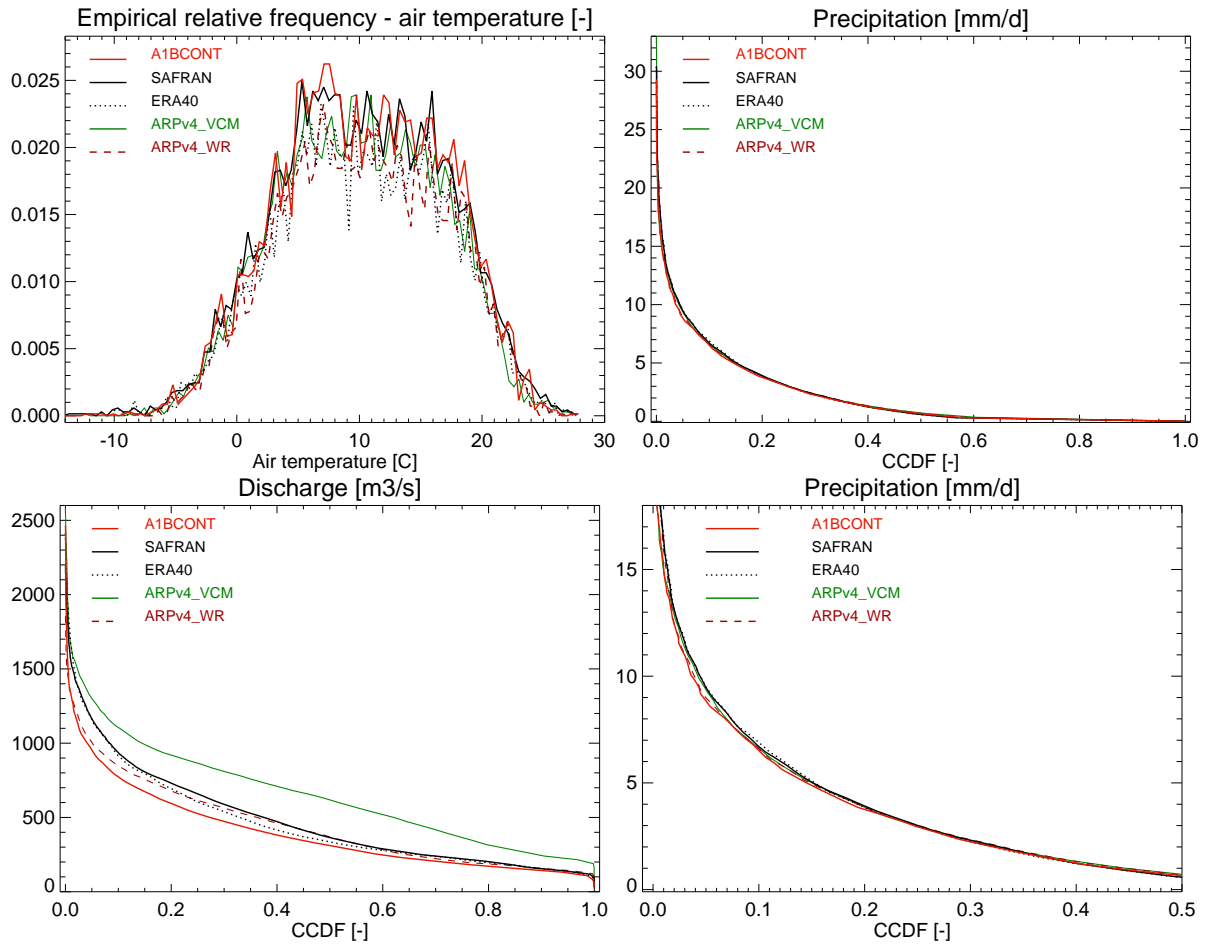 Empirical relative frequency - air temperature [-]
A1BCONT
SAFRAN
ERA40
ARPv4_VCM
ARPv4_WR
0.025
0.020
0.015
0.010
0.005
0.000
-10
0
10
20
30
Air temperature [C]
Precipitation [mm/d]
A1BCONT
SAFRAN
ERA40
ARPv4_VCM
ARPv4_WR
30
25
20
15
10
5
0
0.0
0.2
0.4
0.6
0.8
1.0
CCDF [-]
Discharge [m3/s]
A1BCONT
SAFRAN
ERA40
ARPv4_VCM
ARPv4_WR
2500
2000
1500
1000
500
0
0.0
0.2
0.4
0.6
0.8
1.0
CCDF [-]
Precipitation [mm/d]
A1BCONT
SAFRAN
ERA40
ARPv4_VCM
ARPv4_WR
15
10
5
0
0.0
0.1
0.2
0.3
0.4
0.5
CCDF [-]